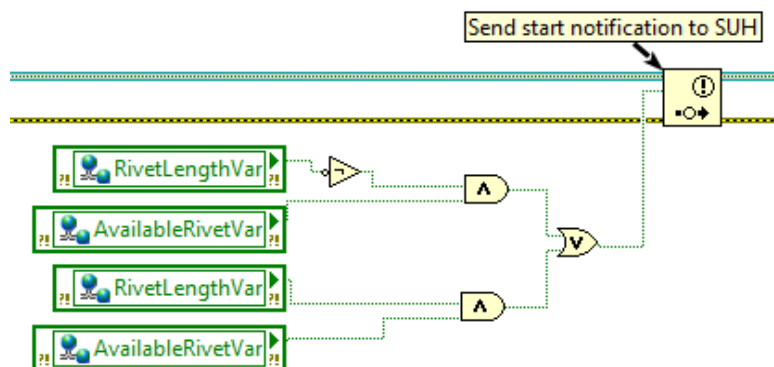 Send start notification to SUH
RivetLengthVar
AvailableRivetVar
RivetLengthVar
AvailableRivetVar